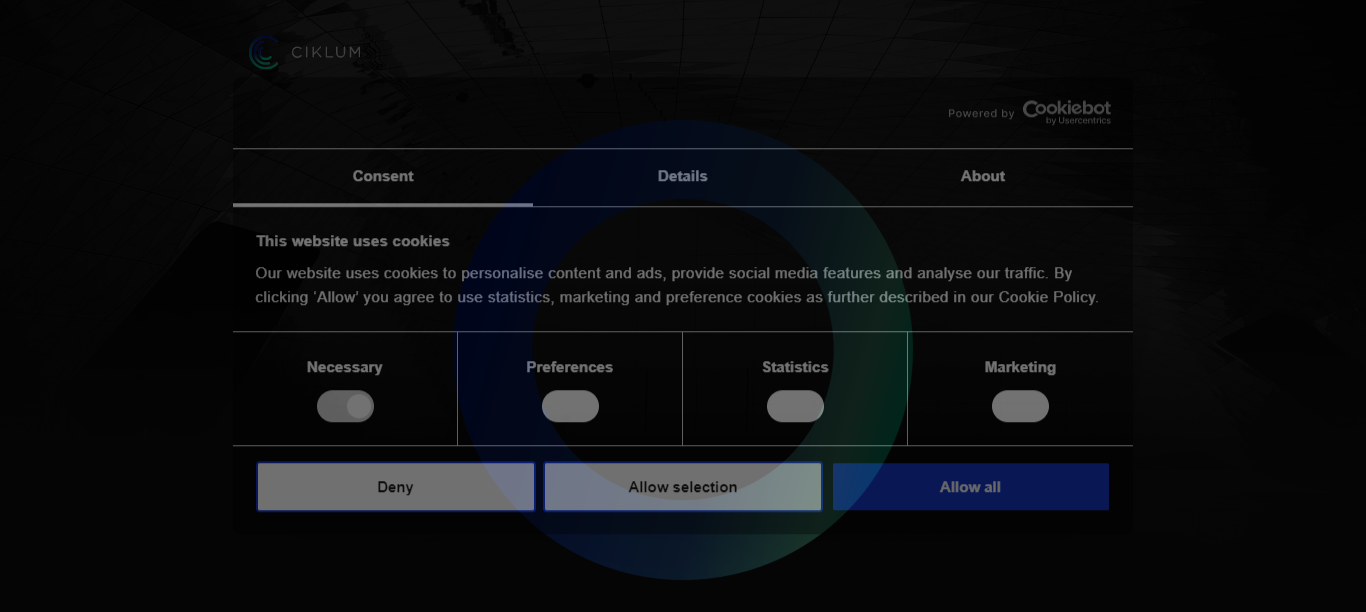 CIKLUM
Powered by Cookiebot
by Usercentrics
Consent Details About
This website uses cookies
Our website uses cookies to personalise content and ads, provide social media features and analyse our traffic. By
clicking 'Allow' you agree to use statistics, marketing and preference cookies as further described in our Cookie Policy.
Necessary Preferences Statistics Marketing
Deny Allow selection Allow all